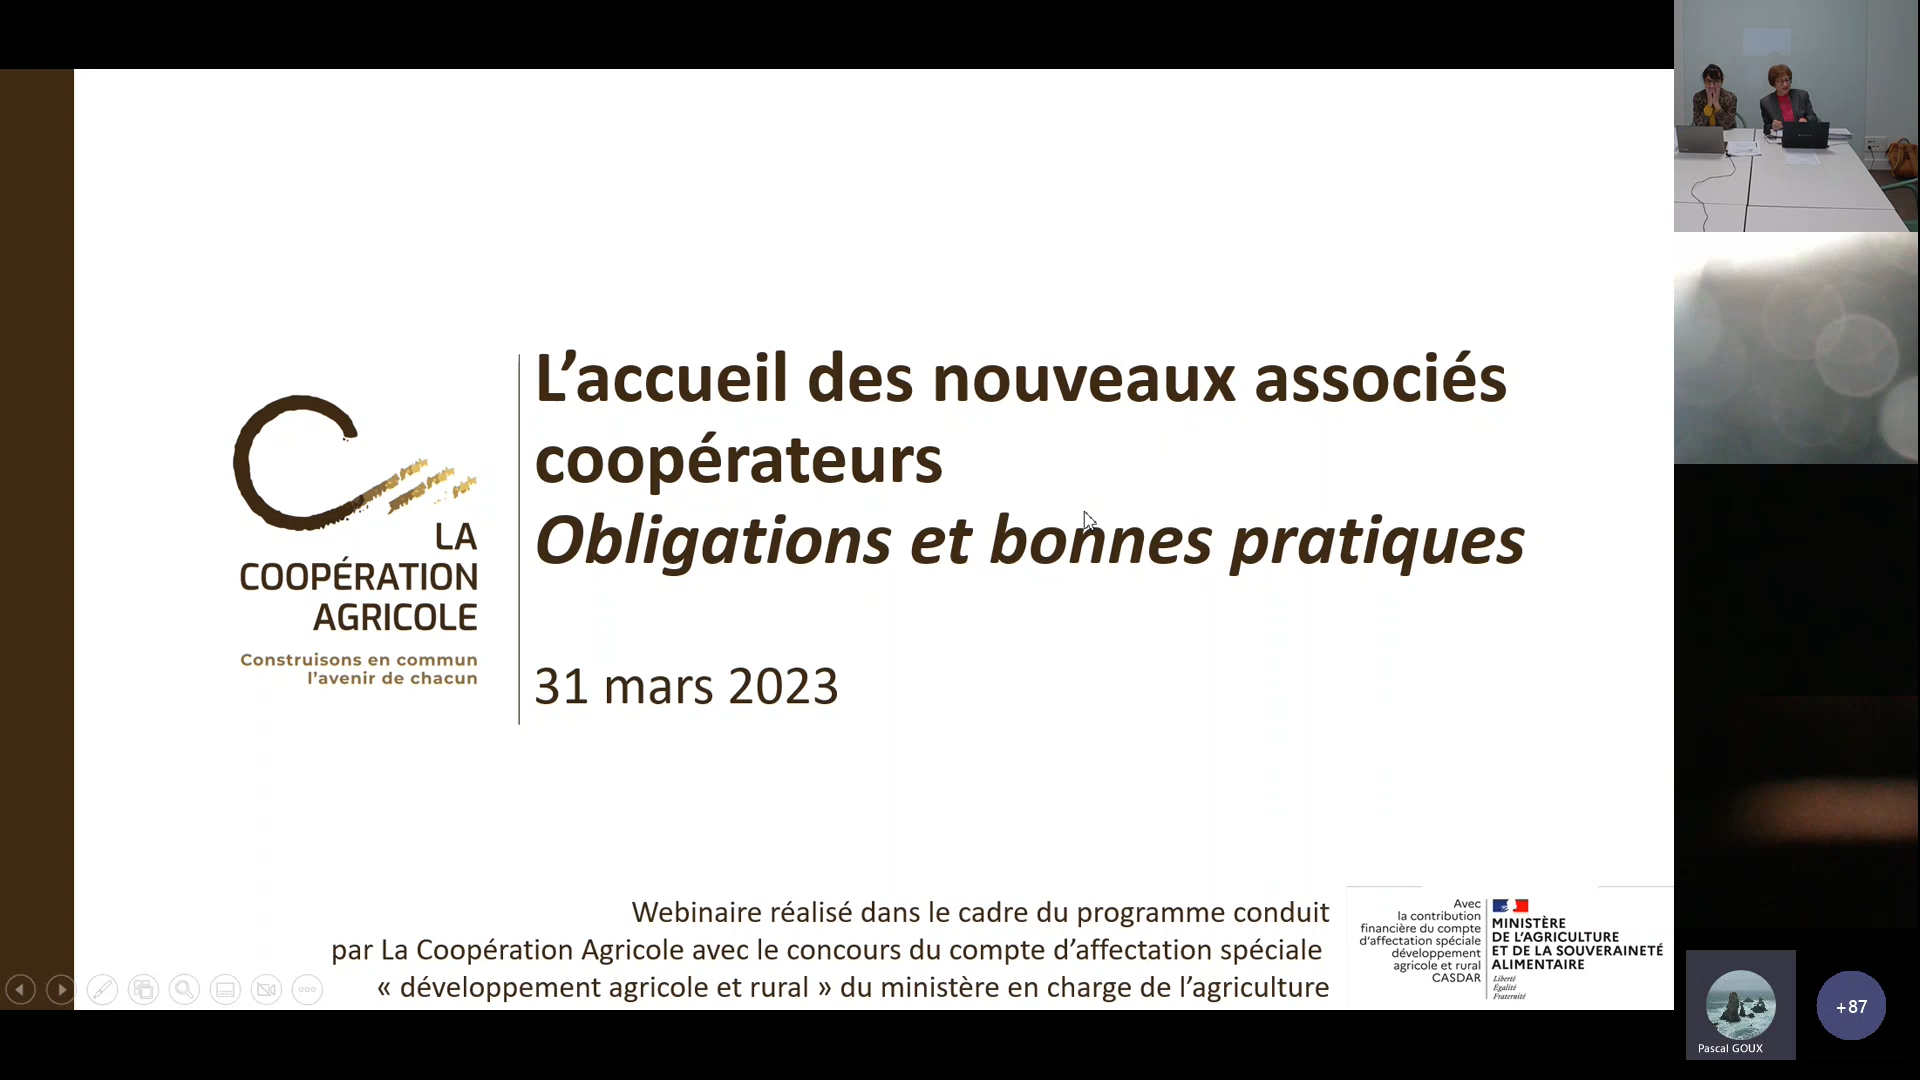 L’accueil des nouveaux associés
coopérateurs
Obligations et bonnes pratiques
31 mars 2023
LA
COOPÉRATION
AGRICOLE
Construisons en commun
l’avenir de chacun
Webinaire réalisé dans le cadre du programme conduit
par La Coopération Agricole avec le concours du compte d’affectation spéciale
« développement agricole et rural » du ministère en charge de l’agriculture
Avec
la contribution
financière du compte
d’affectation spéciale
développement
agricole et rural
CASDAR
MINISTÈRE
DE L’AGRICULTURE
ET DE LA SOUVERAINETÉ
ALIMENTAIRE
Liberté
Égalité
Fraternité
Pascal GOUX
+87